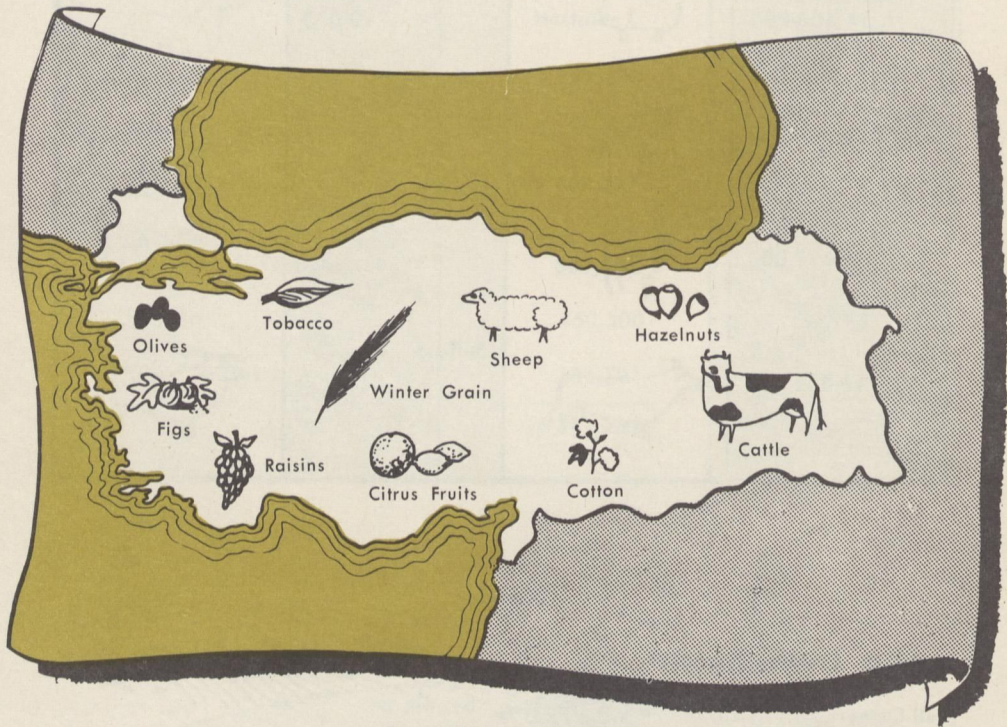 Tobacco
Olives
Hazelnuts
Sheep
Winter Grain
Figs
Cattle
Raisins
Citrus Fruits
Cotton